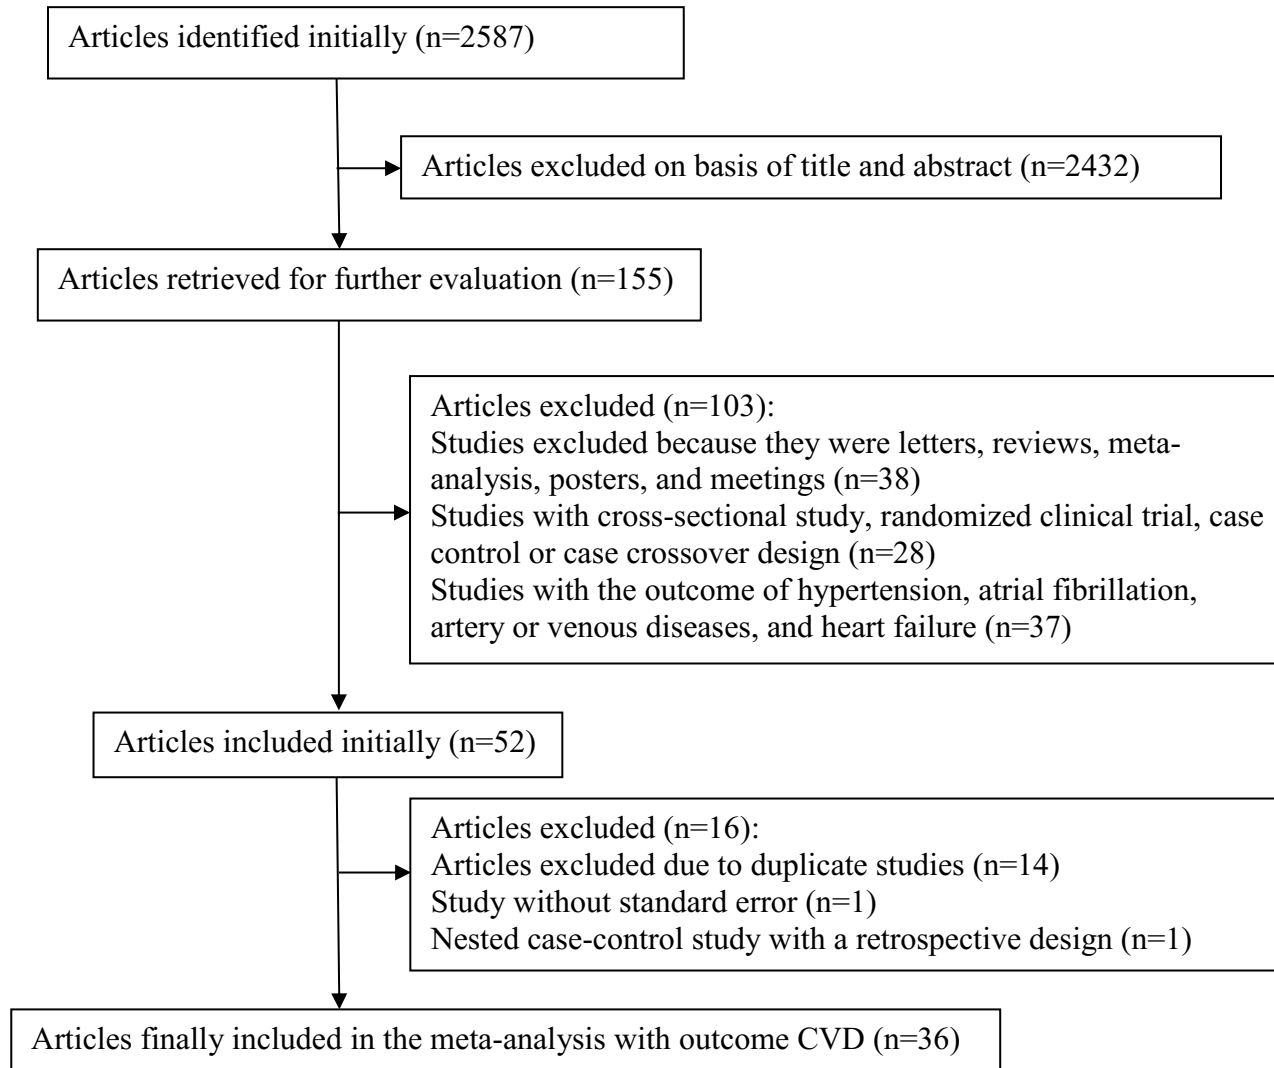 Articles identified initially (n=2587)
Articles excluded on basis of title and abstract (n=2432)
Articles retrieved for further evaluation (n=155)
Articles excluded (n=103):
Studies excluded because they were letters, reviews, meta-
analysis, posters, and meetings (n=38)
Studies with cross-sectional study, randomized clinical trial, case
control or case crossover design (n=28)
Studies with the outcome of hypertension, atrial fibrillation,
artery or venous diseases, and heart failure (n=37)
Articles included initially (n=52)
Articles excluded (n=16):
Articles excluded due to duplicate studies (n=14)
Study without standard error (n=1)
Nested case-control study with a retrospective design (n=1)
Articles finally included in the meta-analysis with outcome CVD (n=36)